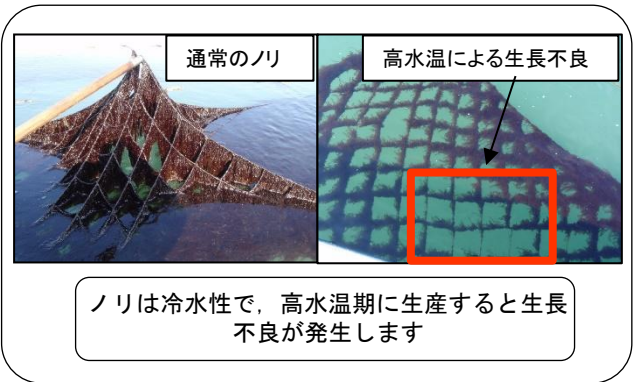 通常のノリ
高水温による生長不良
ノリは冷水性で，高水温期に生産すると生長
不良が発生します